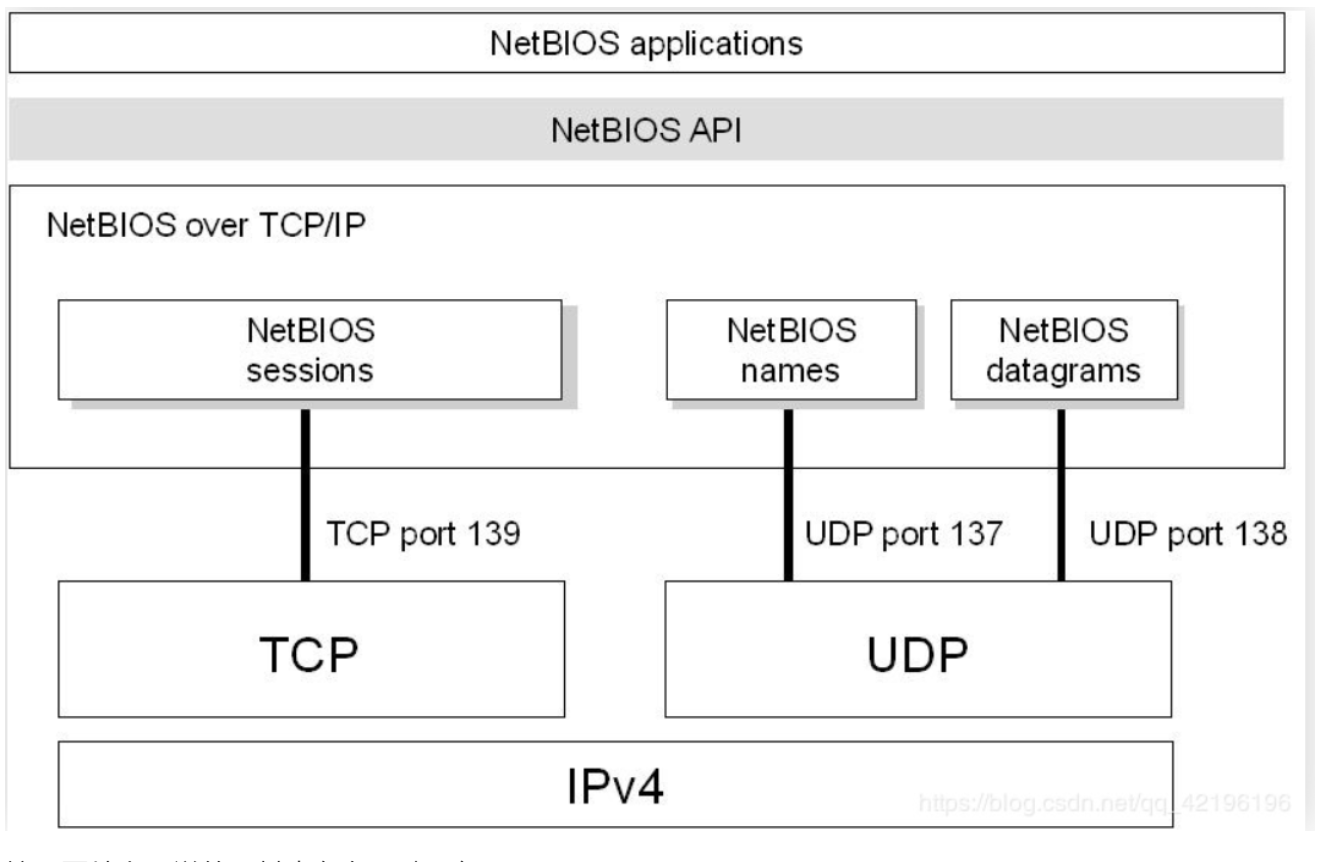 NetBIOS applications
NetBIOS API
NetBIOS over TCP/IP
NetBIOS
sessions
NetBIOS
names
NetBIOS
datagrams
TCP port 139
UDP port 137
UDP port 138
TCP
UDP
IPv4
https://blog.csdn.net/qq_42196196